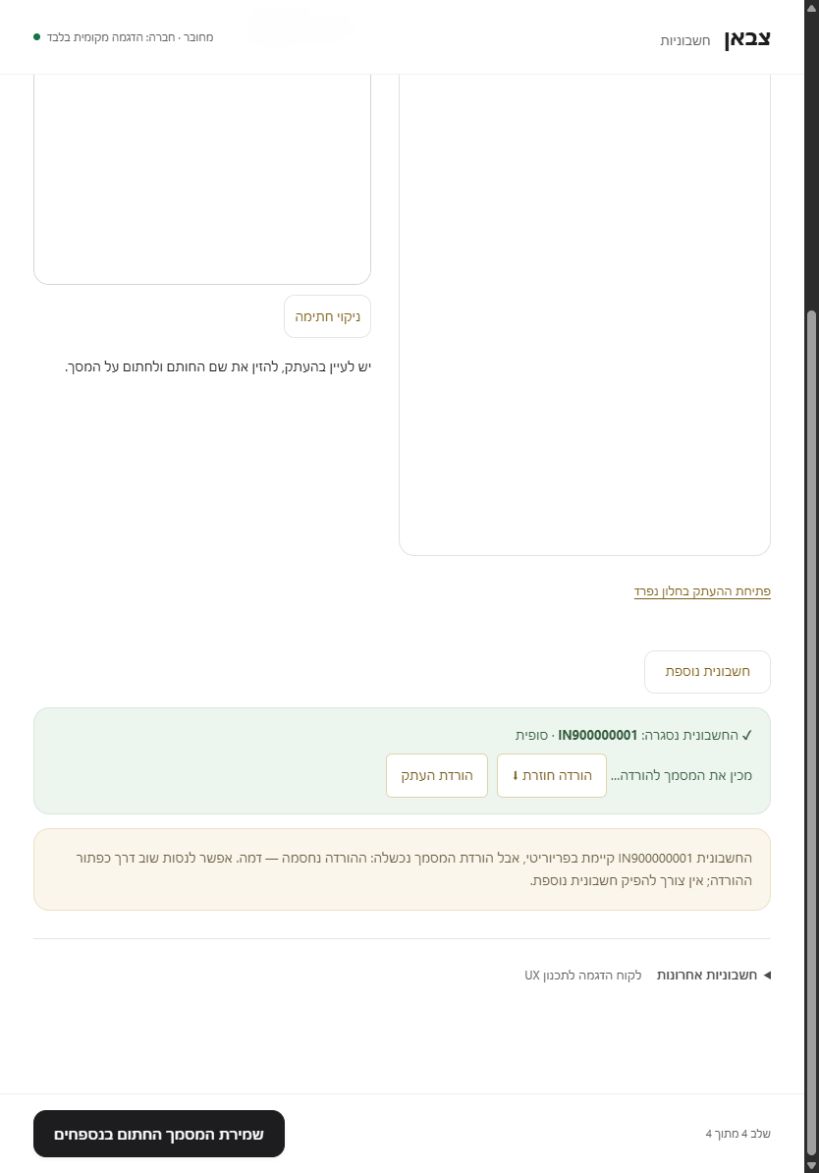 צבאן חשבוניות
מחובר · חברה: הדגמה מקומית בלבד
ניקוי חתימה
יש לעיין בהעתק, להזין את שם החותם ולחתום על המסך.
פתיחת ההעתק בחלון נפרד
חשבונית נוספת
✓ החשבונית נסגרה: IN900000001 · סופית
מכין את המסמך להורדה... הורדה חוזרת ⬇ הורדת העתק
החשבונית IN900000001 קיימת בפריוריטי, אבל הורדת המסמך נכשלה: ההורדה נחסמה — דמה. אפשר לנסות שוב דרך כפתור
ההורדה; אין צורך להפיק חשבונית נוספת.
◀ חשבוניות אחרונות לקוח הדגמה לתכנון UX
שלב 4 מתוך 4
שמירת המסמך החתום בנספחים